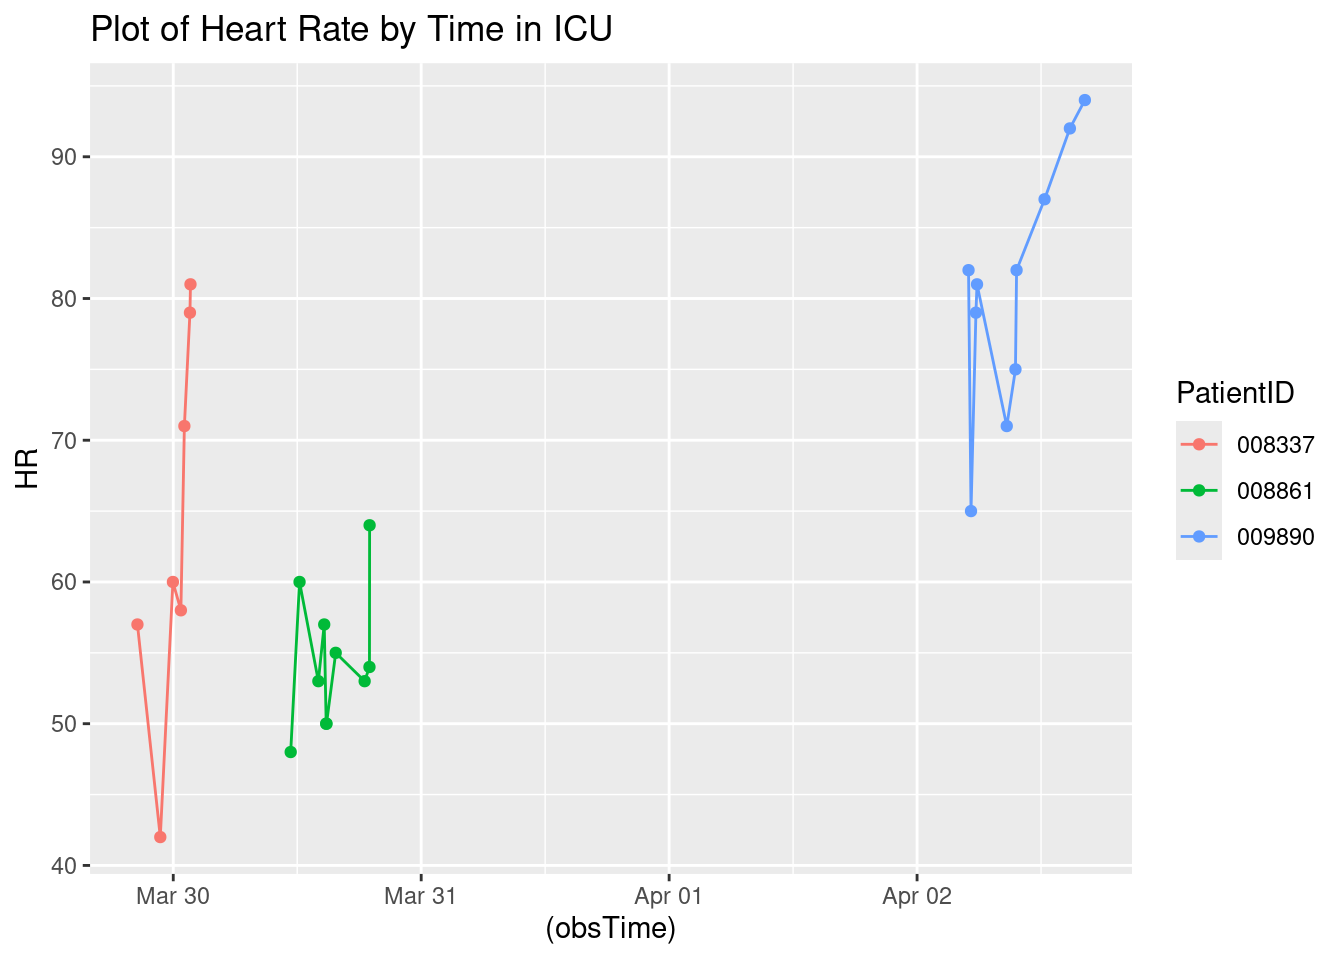 Plot of Heart Rate by Time in ICU
90
80
70
60
50
40
HR
Mar 30
Mar 31
Apr 01
Apr 02
(obsTime)
PatientID
008337
008861
009890